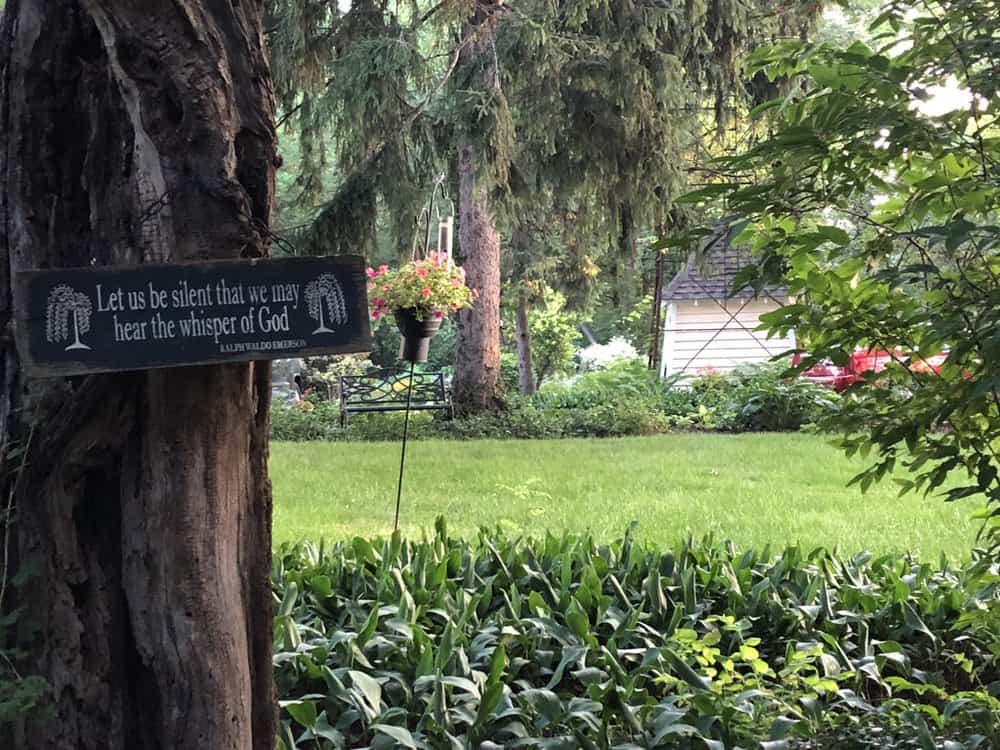 Let us be silent that we may
hear the whisper of God
RALPH WALDO EMERSON